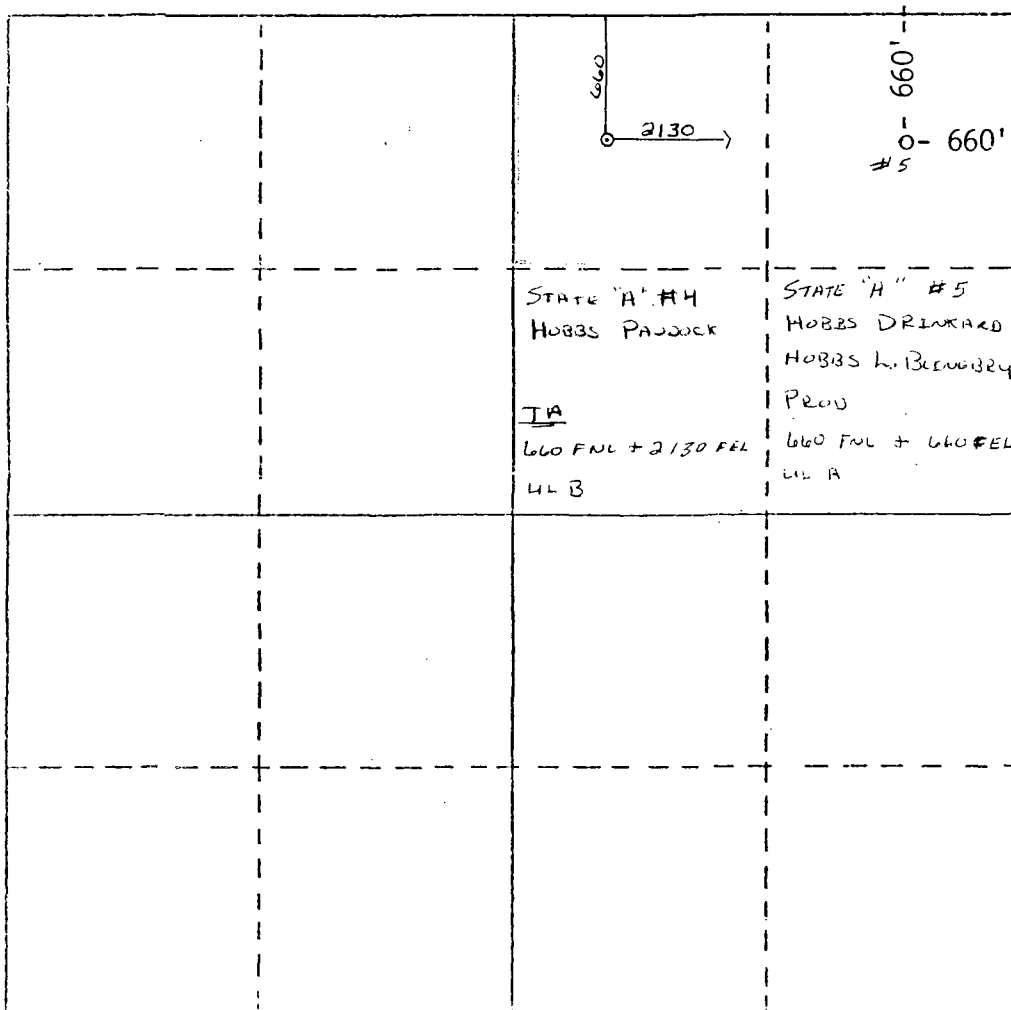 660
2130
660'
660'
#5
STATE "A" #4
HOBBS PADDOCK
TA
660 FNL + 2130 FEL
UL B
STATE "A" #5
HOBBS DRINKARD
HOBBS L. BLINEBRY
PROD
660 FNL + 660 FEL
UL A